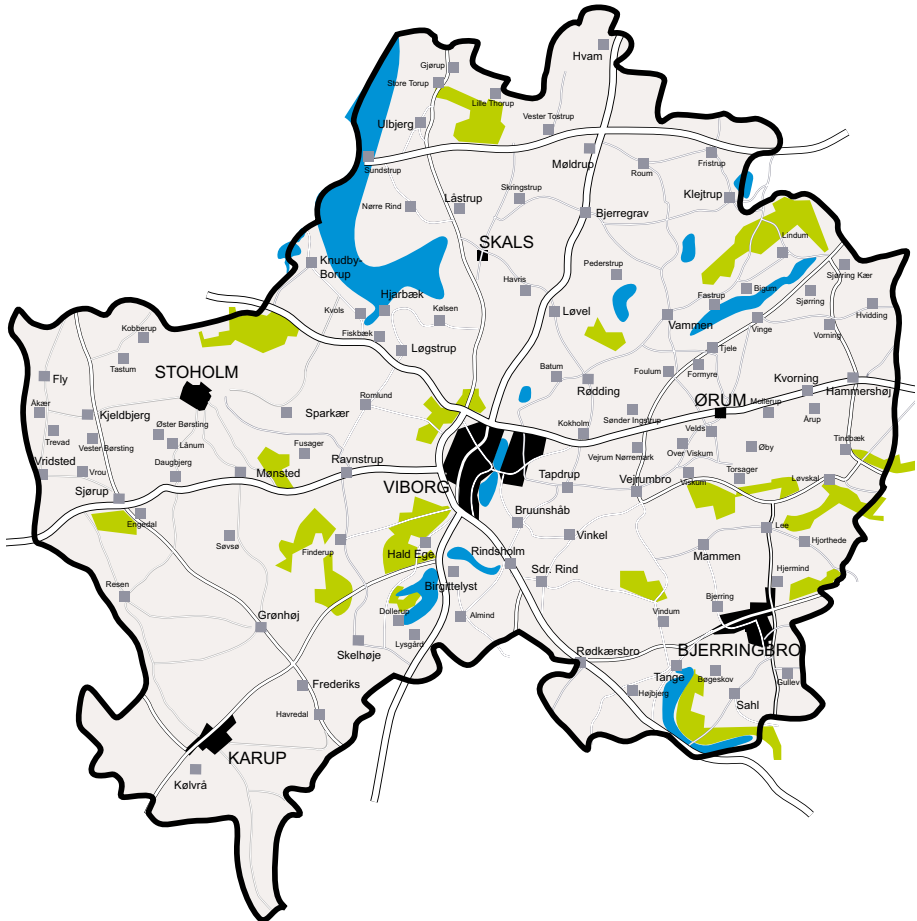 Hvam
Gjørup
Store Torup
Lille Thorup
Vester Tostrup
Ulbjerg
Møldrup
Fristrup
Sundstrup
Roum
Skringstrup
Låstrup
Klejtrup
Nørre Rind
Bjerregrav
Lindum
SKALS
Knudby-
Borup
Pederstrup
Sjørring Kær
Havris
Bigum
Sjørring
Hjarbæk
Fastrup
Hvidding
Kvols
Kølsen
Løvel
Vammen
Vinge
Vorning
Kobberup
Fiskbæk
Løgstrup
Tjele
Tastum
STOHOLM
Batum
Foulum
Formyre
Fly
Rødding
Kvorning
Hammershøj
Romlund
ØRUM
Åkær
Kjeldbjerg
Sparkær
Sønder Ingstrup
Mollerup
Årup
Kokholm
Velds
Trevad
Øster Børsting
Vester Børsting
Lånum
Fusager
Vejrum Nørremark
Over Viskum
Øby
Tindbæk
Vridsted
Vrou
Daugbjerg
Mønsted
Ravnstrup
Tapdrup
Viskum
Torsager
Løvskal
VIBORG
Vejrumbro
Sjørup
Engedal
Bruunshåb
Lee
Søvsø
Vinkel
Finderup
Hald Ege
Rindsholm
Mammen
Hjorthede
Sdr. Rind
Hjermind
Resen
Birgittelyst
Bjerring
Grønhøj
Dollerup
Almind
Vindum
Lysgård
Skelhøje
Rødkærsbro
BJERRINGBRO
Tange
Bøgeskov
Gullev
Frederiks
Højbjerg
Sahl
Havredal
KARUP
Kølvrå